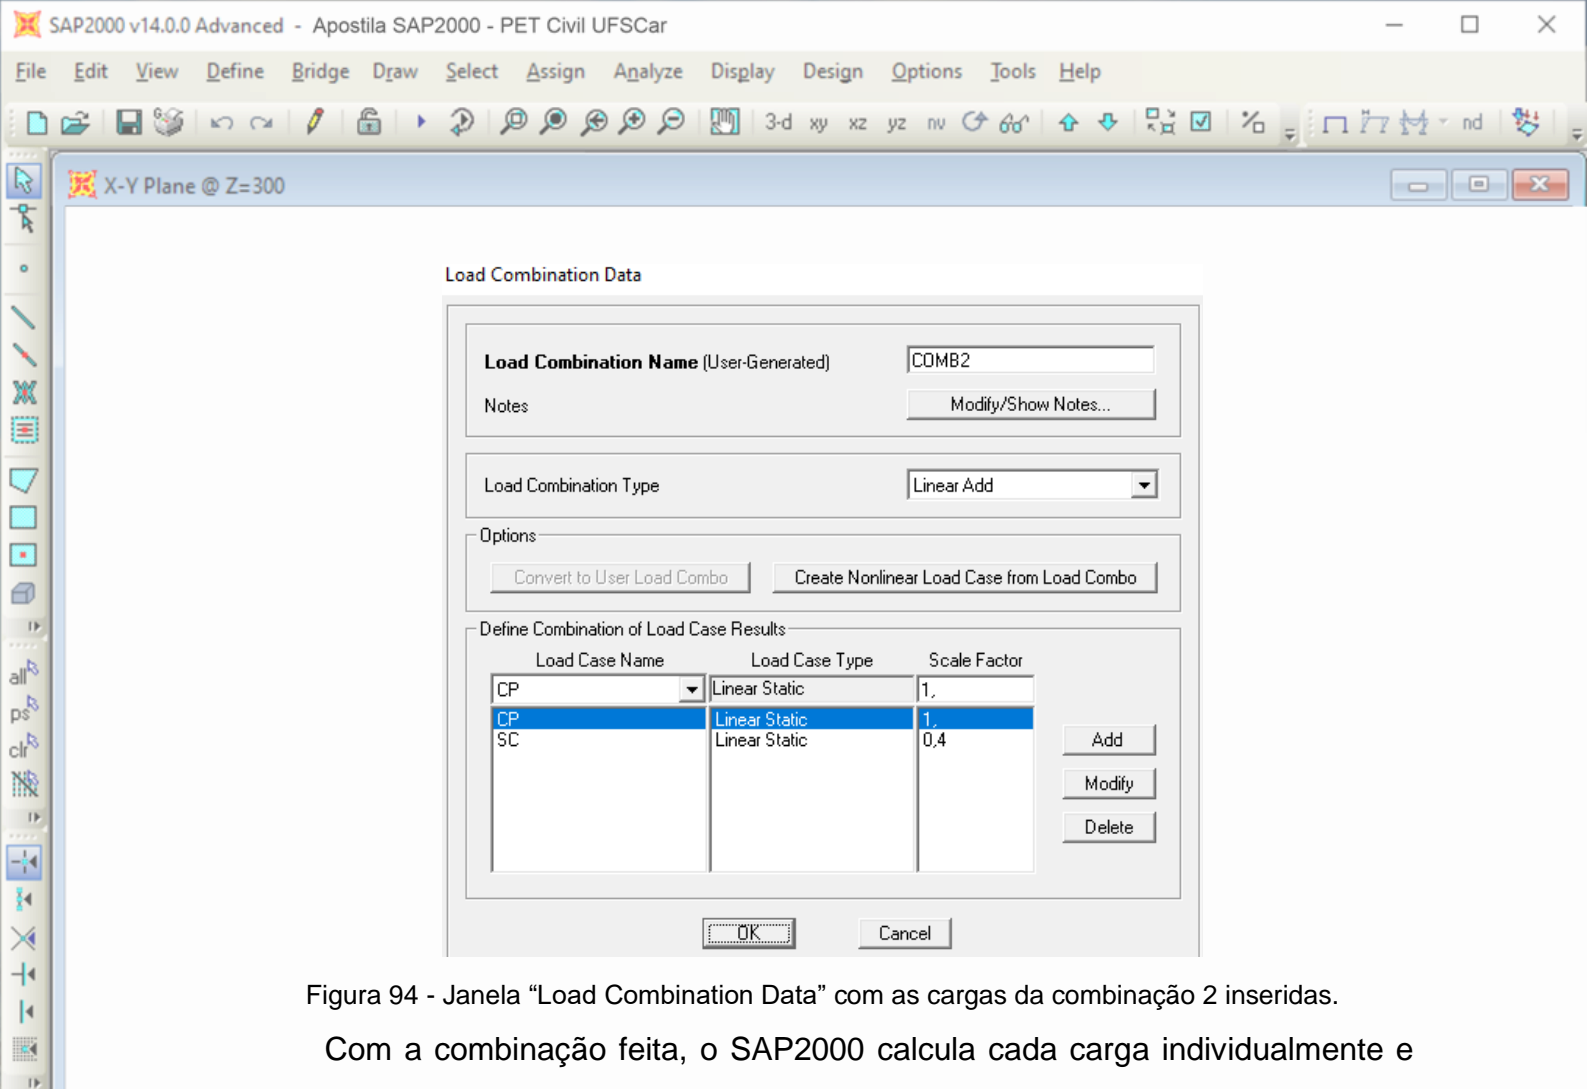 SAP2000 v14.0.0 Advanced - Apostila SAP2000 - PET Civil UFSCar
File Edit View Define Bridge Draw Select Assign Analyze Display Design Options Tools Help
3-d xy xz yz nv nd
X-Y Plane @ Z=300
all
ps
clr
Load Combination Data
Load Combination Name (User-Generated) COMB2
Notes Modify/Show Notes...
Load Combination Type Linear Add
Options
Convert to User Load Combo Create Nonlinear Load Case from Load Combo
Define Combination of Load Case Results
Load Case Name Load Case Type Scale Factor
CP Linear Static 1,
CP Linear Static 1,
SC Linear Static 0,4
Add
Modify
Delete
OK Cancel
Figura 94 - Janela “Load Combination Data” com as cargas da combinação 2 inseridas.
Com a combinação feita, o SAP2000 calcula cada carga individualmente e